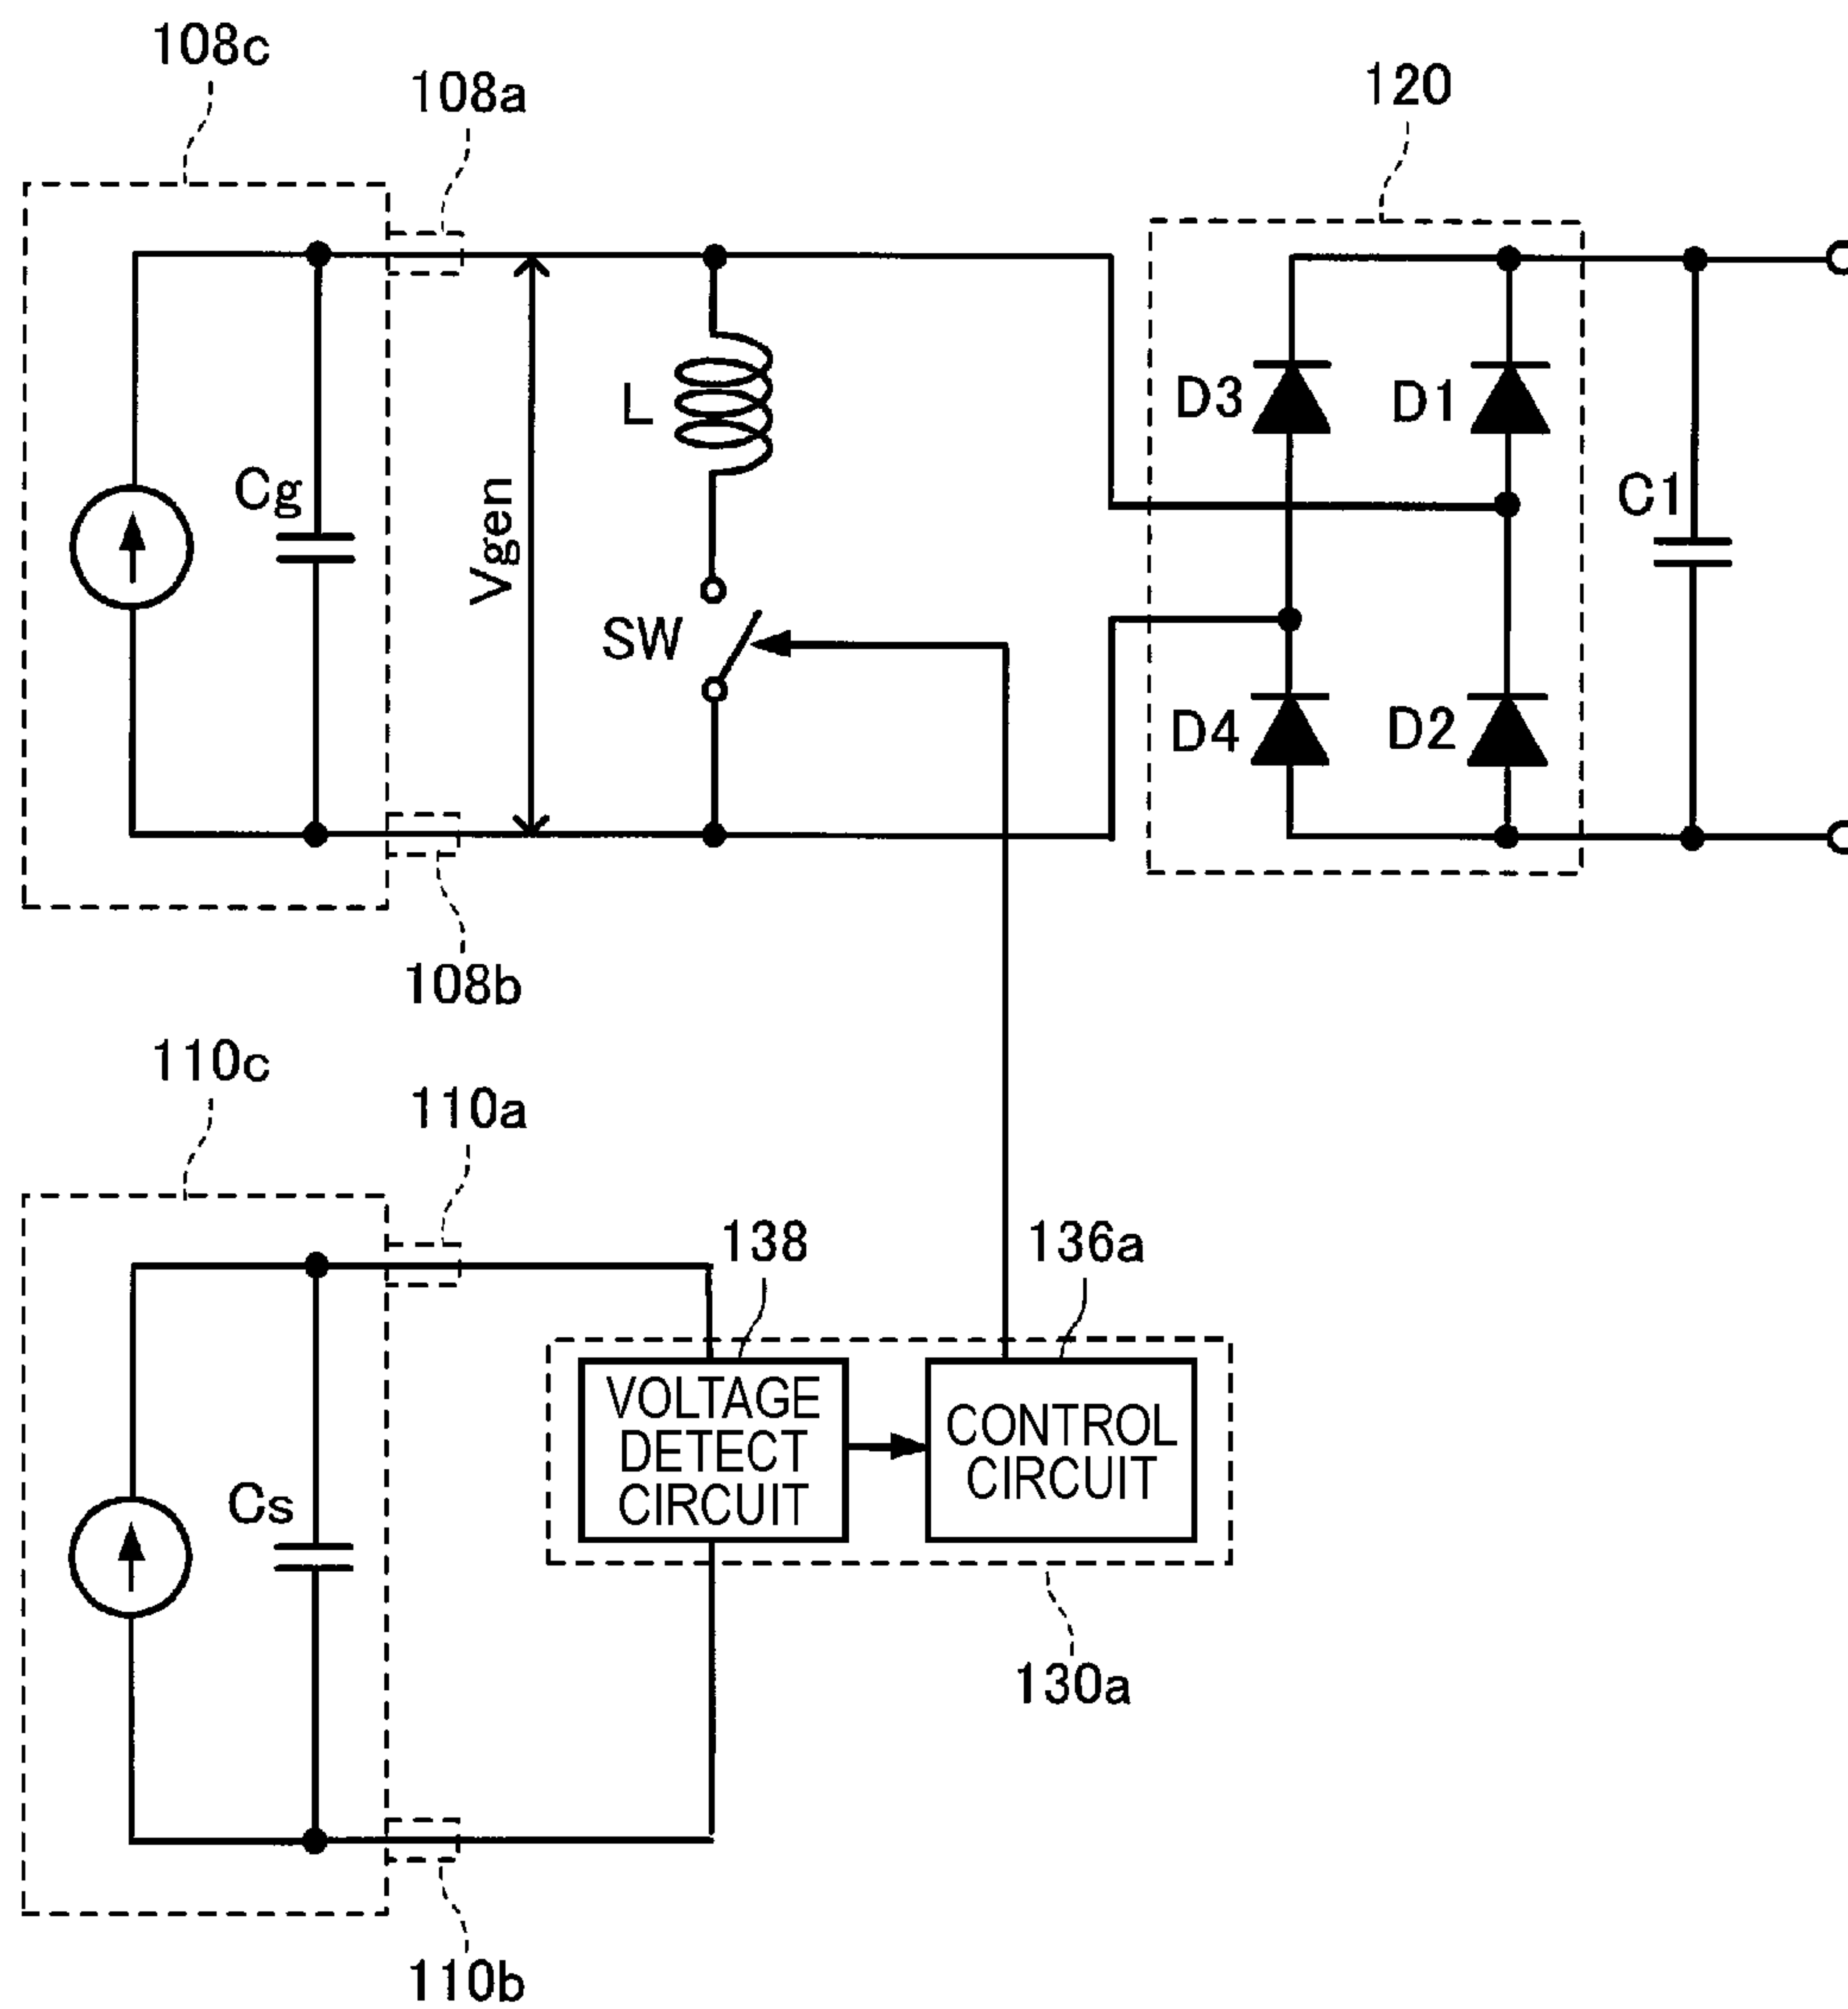 108c
108a
120
D3
D1
L
Cg
C1
Vgen
SW
D4
D2
108b
110c
110a
138
136a
VOLTAGE
DETECT
CIRCUIT
CONTROL
CIRCUIT
Cs
130a
110b